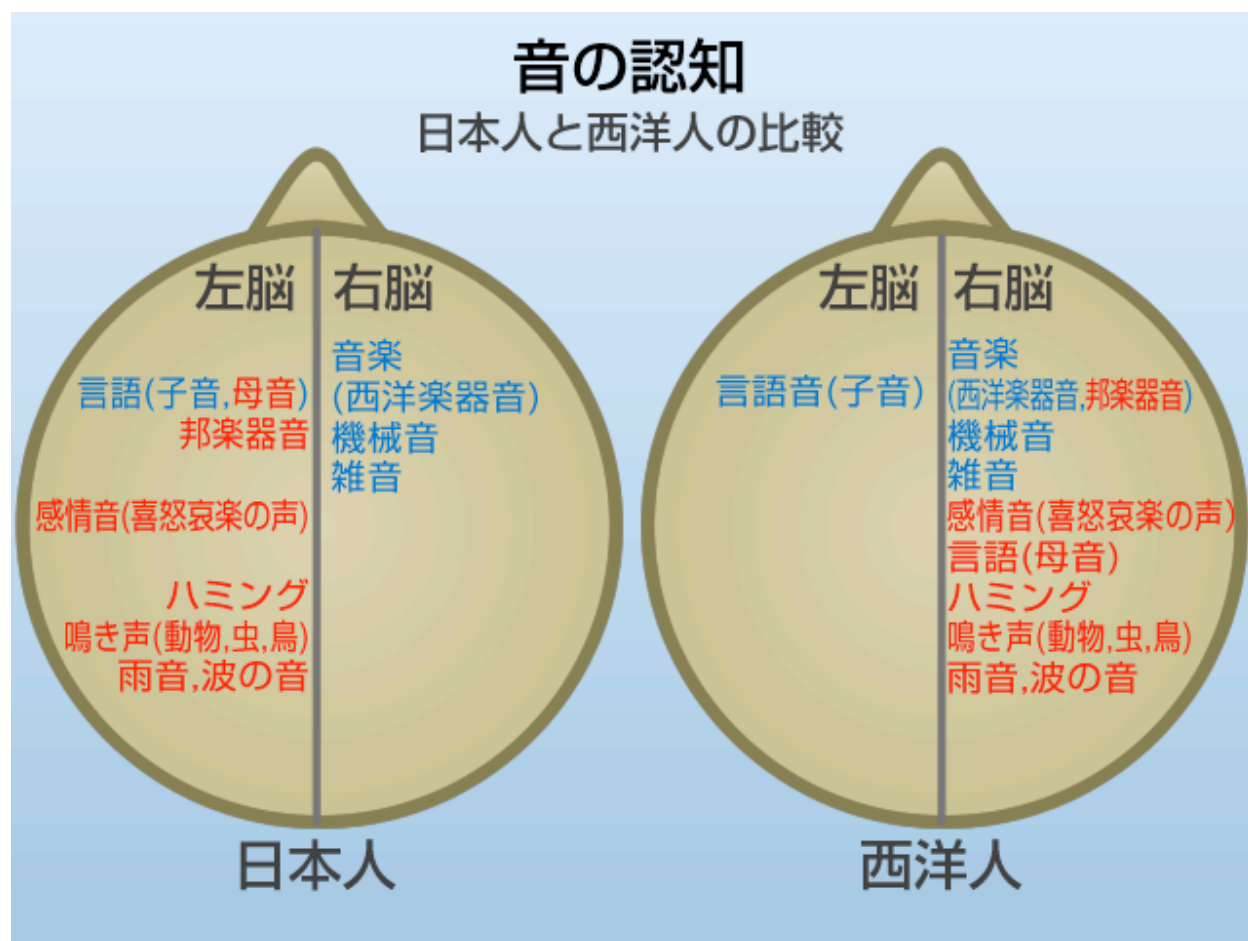 音の認知
日本人と西洋人の比較
左脳
言語(子音,母音)
邦楽器音
感情音(喜怒哀楽の声)
ハミング
鳴き声(動物,虫,鳥)
雨音,波の音
右脳
音楽
(西洋楽器音)
機械音
雑音
日本人
左脳
言語音(子音)
右脳
音楽
(西洋楽器音,邦楽器音)
機械音
雑音
感情音(喜怒哀楽の声)
言語(母音)
ハミング
鳴き声(動物,虫,鳥)
雨音,波の音
西洋人